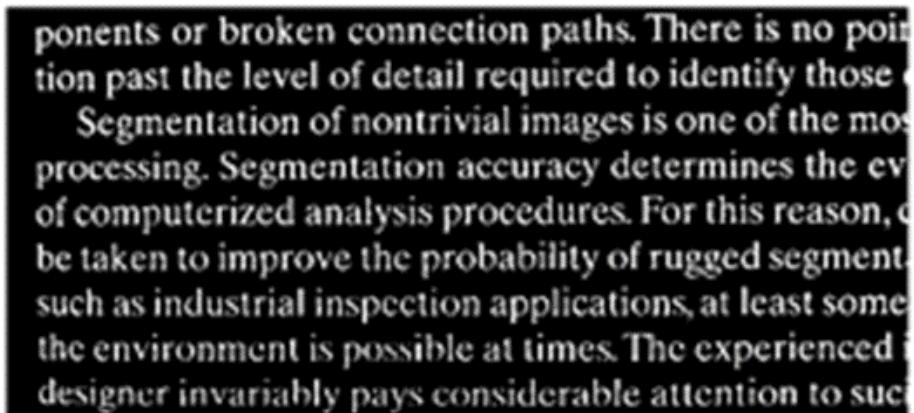 ponents or broken connection paths. There is no poi
tion past the level of detail required to identify those
Segmentation of nontrivial images is one of the mos
processing. Segmentation accuracy determines the ev
of computerized analysis procedures. For this reason, c
be taken to improve the probability of rugged segment
such as industrial inspection applications, at least some
the environment is possible at times. The experienced i
designer invariably pays considerable attention to suc